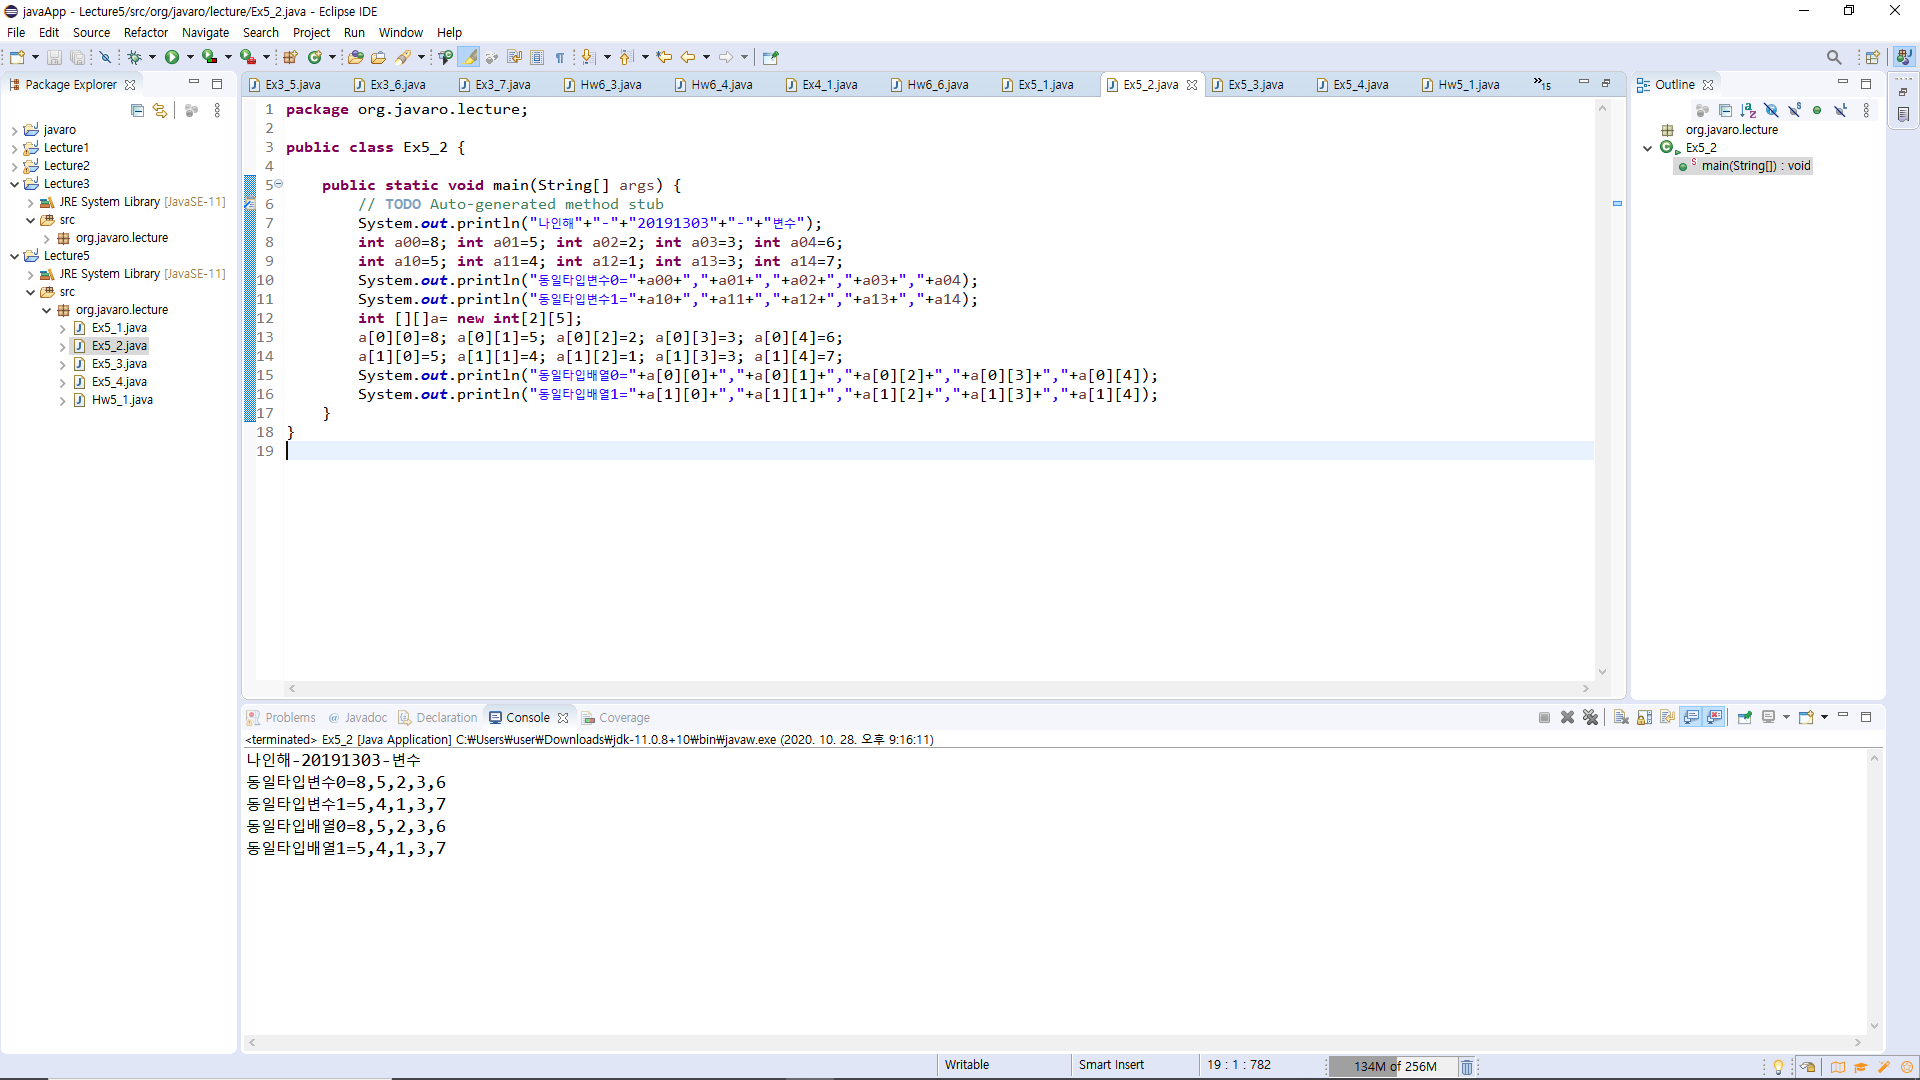 javaApp - Lecture5/src/org/javaro/lecture/Ex5_2.java - Eclipse IDE
File Edit Source Refactor Navigate Search Project Run Window Help
Package Explorer
javaro
Lecture1
Lecture2
Lecture3
JRE System Library [JavaSE-11]
src
org.javaro.lecture
Lecture5
JRE System Library [JavaSE-11]
src
org.javaro.lecture
Ex5_1.java
Ex5_2.java
Ex5_3.java
Ex5_4.java
Hw5_1.java
Ex3_5.java Ex3_6.java Ex3_7.java Hw6_3.java Hw6_4.java Ex4_1.java Hw6_6.java Ex5_1.java Ex5_2.java Ex5_3.java Ex5_4.java Hw5_1.java »15
1 package org.javaro.lecture;
2
3 public class Ex5_2 {
4
5 public static void main(String[] args) {
6 // TODO Auto-generated method stub
7 System.out.println("나인해"+"-"+"20191303"+"-"+"변수");
8 int a00=8; int a01=5; int a02=2; int a03=3; int a04=6;
9 int a10=5; int a11=4; int a12=1; int a13=3; int a14=7;
10 System.out.println("동일타입변수0="+a00+","+a01+","+a02+","+a03+","+a04);
11 System.out.println("동일타입변수1="+a10+","+a11+","+a12+","+a13+","+a14);
12 int [][]a= new int[2][5];
13 a[0][0]=8; a[0][1]=5; a[0][2]=2; a[0][3]=3; a[0][4]=6;
14 a[1][0]=5; a[1][1]=4; a[1][2]=1; a[1][3]=3; a[1][4]=7;
15 System.out.println("동일타입배열0="+a[0][0]+","+a[0][1]+","+a[0][2]+","+a[0][3]+","+a[0][4]);
16 System.out.println("동일타입배열1="+a[1][0]+","+a[1][1]+","+a[1][2]+","+a[1][3]+","+a[1][4]);
17 }
18 }
19
Outline
org.javaro.lecture
Ex5_2
main(String[]) : void
Problems @ Javadoc Declaration Console Coverage
<terminated> Ex5_2 [Java Application] C:₩Users₩user₩Downloads₩jdk-11.0.8+10₩bin₩javaw.exe (2020. 10. 28. 오후 9:16:11)
나인해-20191303-변수
동일타입변수0=8,5,2,3,6
동일타입변수1=5,4,1,3,7
동일타입배열0=8,5,2,3,6
동일타입배열1=5,4,1,3,7
Writable Smart Insert 19 : 1 : 782 134M of 256M